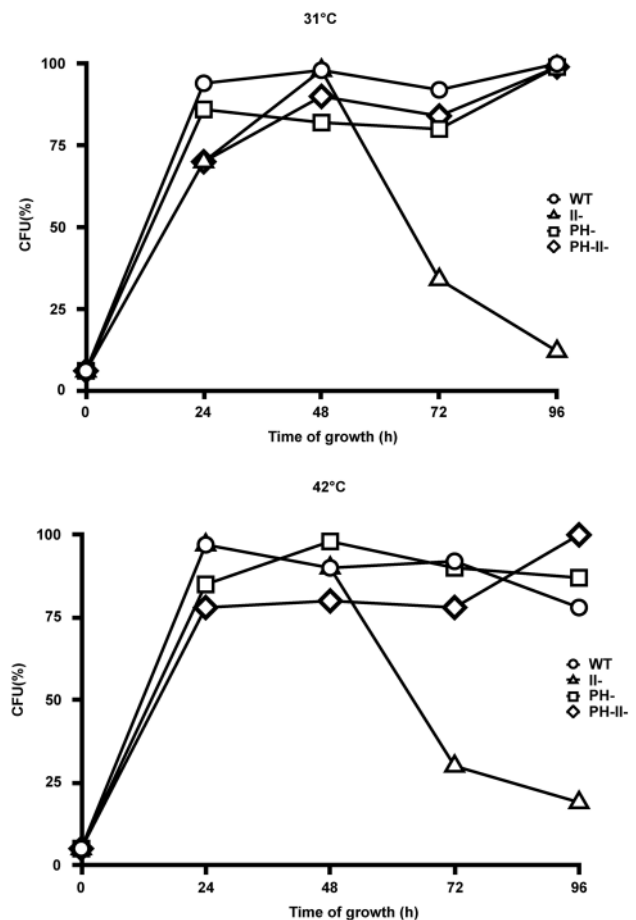 31°C
100
75
50
25
0
CFU(%)
0 24 48 72 96
Time of growth (h)
WT
II-
PH-
PH-II-
42°C
100
75
50
25
0
CFU(%)
0 24 48 72 96
Time of growth (h)
WT
II-
PH-
PH-II-